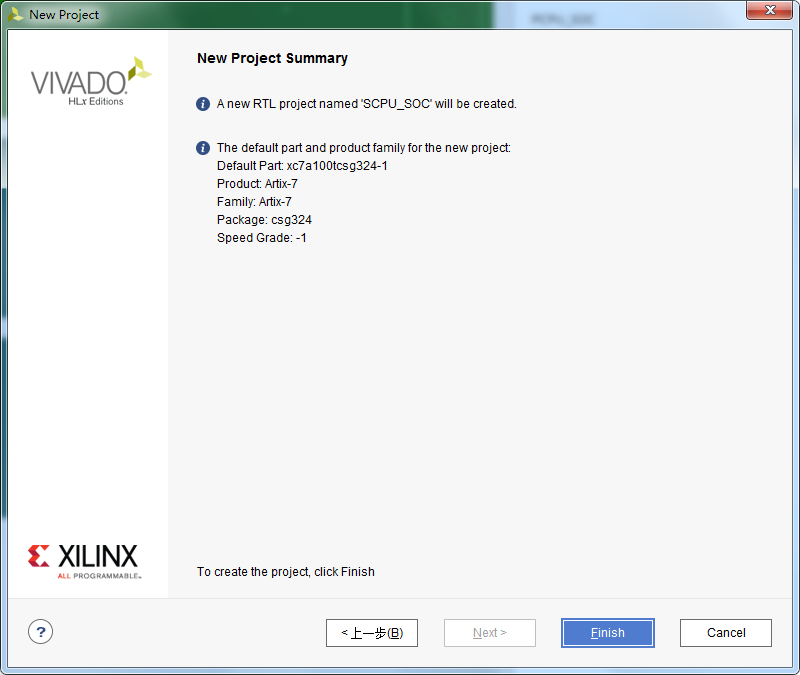 New Project
VIVADO
HLx Editions
New Project Summary
A new RTL project named 'SCPU_SOC' will be created.
The default part and product family for the new project:
Default Part: xc7a100tcsg324-1
Product: Artix-7
Family: Artix-7
Package: csg324
Speed Grade: -1
XILINX
ALL PROGRAMMABLE™
To create the project, click Finish
?
< 上一步(B)
Next >
Finish
Cancel